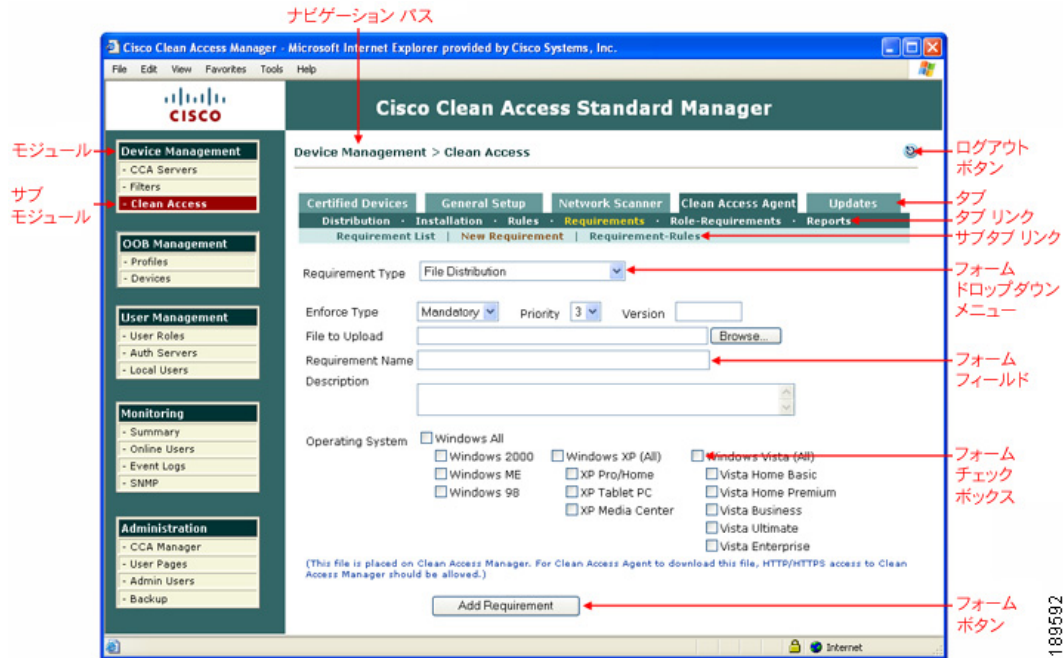 ナビゲーション パス
Cisco Clean Access Manager - Microsoft Internet Explorer provided by Cisco Systems, Inc.
File Edit View Favorites Tools Help
CISCO
Cisco Clean Access Standard Manager
モジュール
サブ
モジュール
Device Management
- CCA Servers
- Filters
- Clean Access
OOB Management
- Profiles
- Devices
User Management
- User Roles
- Auth Servers
- Local Users
Monitoring
- Summary
- Online Users
- Event Logs
- SNMP
Administration
- CCA Manager
- User Pages
- Admin Users
- Backup
Device Management > Clean Access
ログアウト
ボタン
Certified Devices General Setup Network Scanner Clean Access Agent Updates
タブ
Distribution · Installation · Rules · Requirements · Role-Requirements · Reports
タブ リンク
Requirement List | New Requirement | Requirement-Rules
サブタブ リンク
Requirement Type File Distribution
フォーム
ドロップダウン
メニュー
Enforce Type Mandatory Priority 3 Version
File to Upload Browse...
Requirement Name
フォーム
フィールド
Description
Operating System Windows All
Windows 2000 Windows XP (All) Windows Vista (All)
Windows ME XP Pro/Home Vista Home Basic
Windows 98 XP Tablet PC Vista Home Premium
XP Media Center Vista Business
Vista Ultimate
Vista Enterprise
フォーム
チェック
ボックス
(This file is placed on Clean Access Manager. For Clean Access Agent to download this file, HTTP/HTTPS access to Clean
Access Manager should be allowed.)
Add Requirement
フォーム
ボタン
Internet
189592